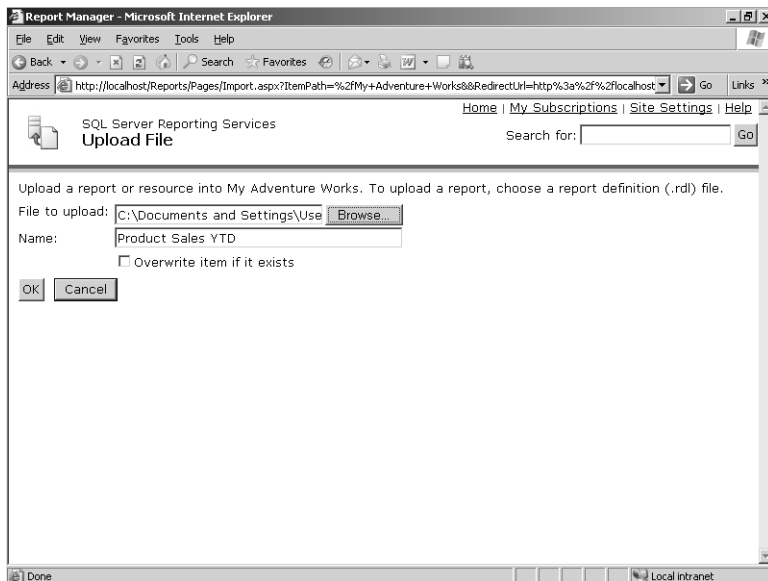 Report Manager - Microsoft Internet Explorer
File Edit View Favorites Tools Help
Back Search Favorites
Address http://localhost/Reports/Pages/Import.aspx?ItemPath=%2fMy+Adventure+Works&&RedirectUrl=http%3a%2f%2flocalhost Go Links »
Home | My Subscriptions | Site Settings | Help
SQL Server Reporting Services
Upload File
Search for: Go
Upload a report or resource into My Adventure Works. To upload a report, choose a report definition (.rdl) file.
File to upload: C:\Documents and Settings\Use Browse...
Name: Product Sales YTD
Overwrite item if it exists
OK Cancel
Done Local intranet